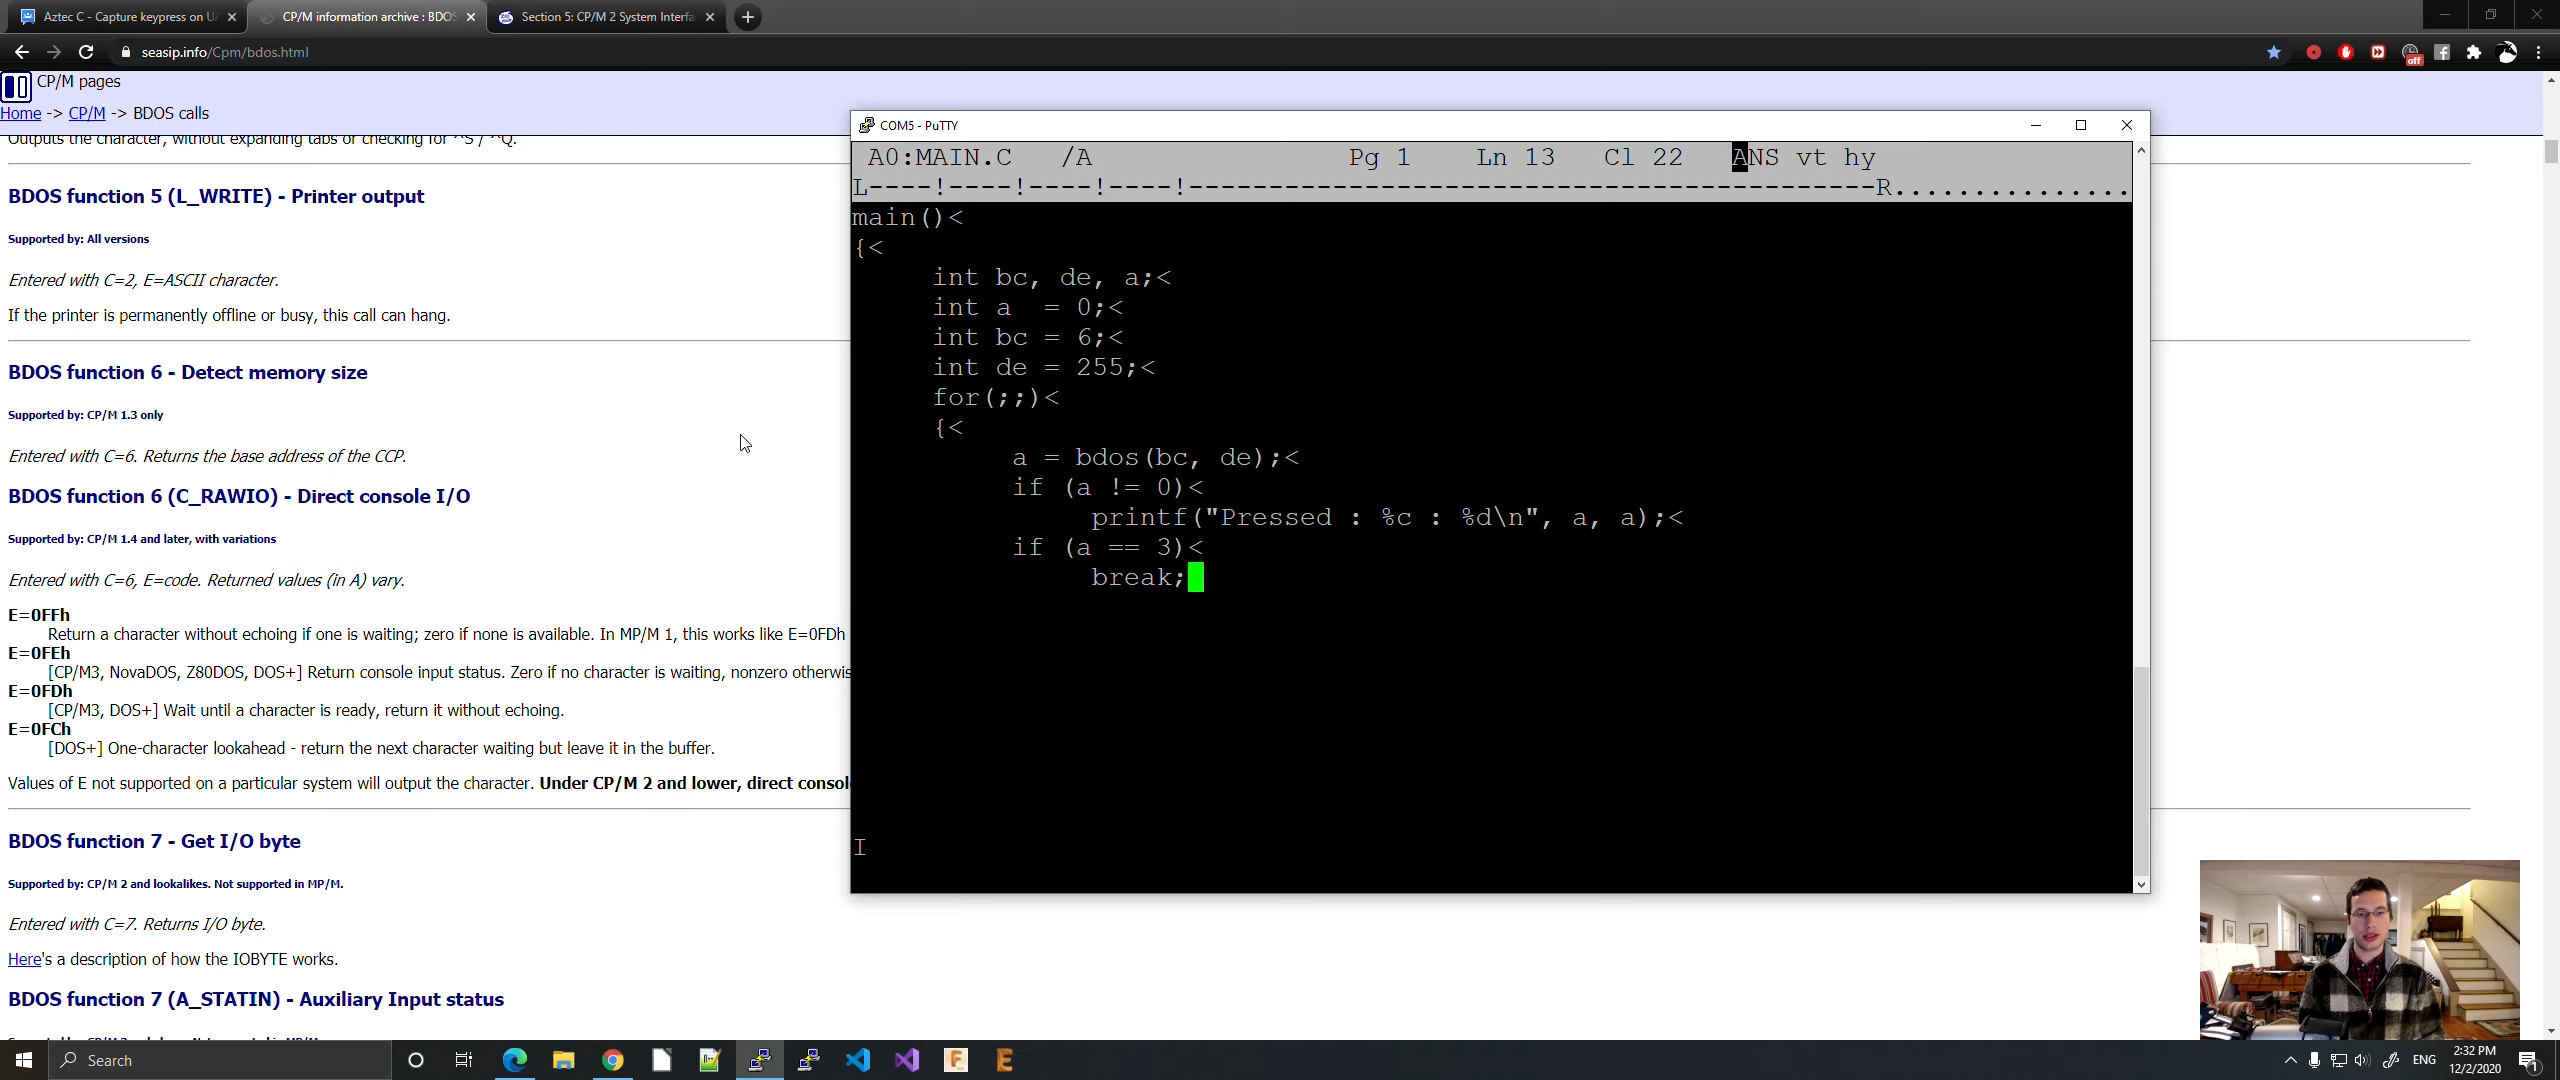 Aztec C - Capture keypress on U
CP/M information archive : BDOS
Section 5: CP/M 2 System Interfa
seasip.info/Cpm/bdos.html
off
CP/M pages
Home -> CP/M -> BDOS calls
Outputs the character, without expanding tabs or checking for ^S / ^Q.
BDOS function 5 (L_WRITE) - Printer output
Supported by: All versions
Entered with C=2, E=ASCII character.
If the printer is permanently offline or busy, this call can hang.
BDOS function 6 - Detect memory size
Supported by: CP/M 1.3 only
Entered with C=6. Returns the base address of the CCP.
BDOS function 6 (C_RAWIO) - Direct console I/O
Supported by: CP/M 1.4 and later, with variations
Entered with C=6, E=code. Returned values (in A) vary.
E=0FFh
Return a character without echoing if one is waiting; zero if none is available. In MP/M 1, this works like E=0FDh
E=0FEh
[CP/M3, NovaDOS, Z80DOS, DOS+] Return console input status. Zero if no character is waiting, nonzero otherwis
E=0FDh
[CP/M3, DOS+] Wait until a character is ready, return it without echoing.
E=0FCh
[DOS+] One-character lookahead - return the next character waiting but leave it in the buffer.
Values of E not supported on a particular system will output the character. Under CP/M 2 and lower, direct consol
BDOS function 7 - Get I/O byte
Supported by: CP/M 2 and lookalikes. Not supported in MP/M.
Entered with C=7. Returns I/O byte.
Here's a description of how the IOBYTE works.
BDOS function 7 (A_STATIN) - Auxiliary Input status
COM5 - PuTTY
A0:MAIN.C /A Pg 1 Ln 13 Cl 22 ANS vt hy
L----!----!----!----!-------------------------------------------R...............
main()<
{<
int bc, de, a;<
int a = 0;<
int bc = 6;<
int de = 255;<
for(;;)<
{<
a = bdos(bc, de);<
if (a != 0)<
printf("Pressed : %c : %d\n", a, a);<
if (a == 3)<
break;
I
Search
ENG
2:32 PM
12/2/2020
1